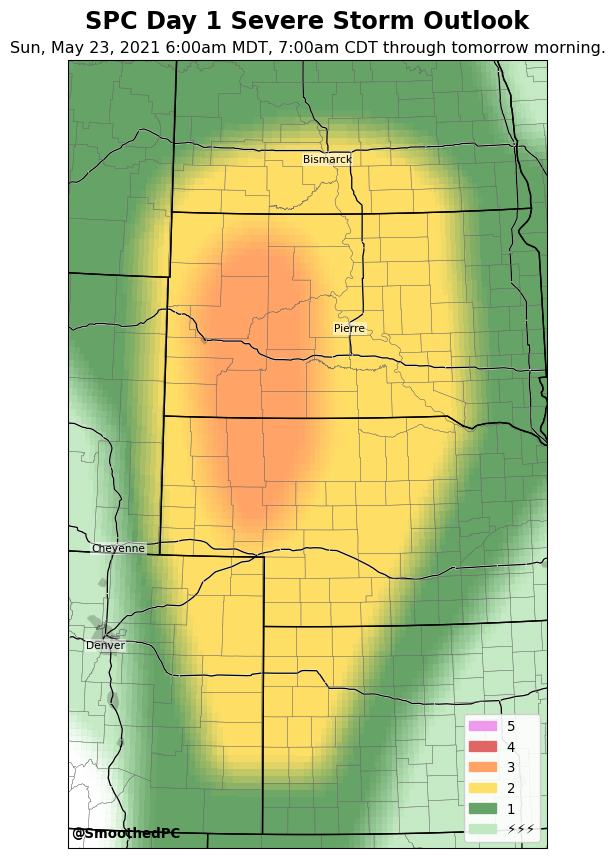 SPC Day 1 Severe Storm Outlook
Sun, May 23, 2021 6:00am MDT, 7:00am CDT through tomorrow morning.
Bismarck
Pierre
Cheyenne
Denver
5
4
3
2
1
⚡⚡⚡
@SmoothedPC